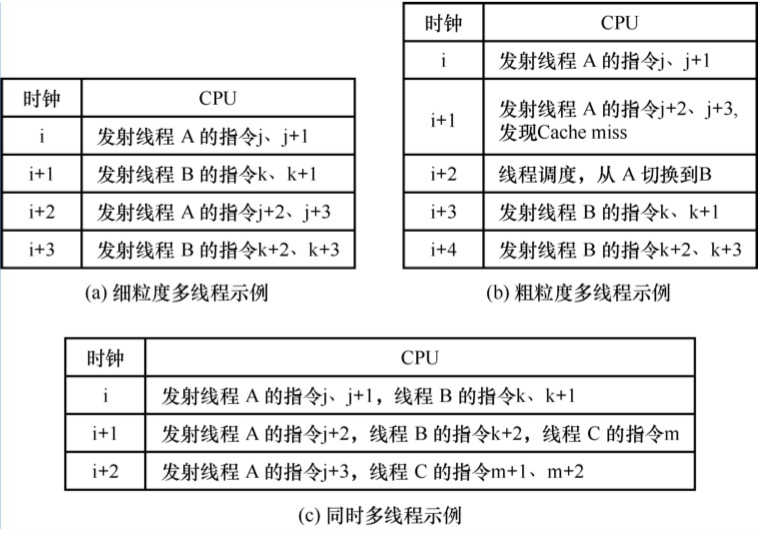 时钟 CPU
i 发射线程 A 的指令j、j+1
i+1 发射线程 B 的指令k、k+1
i+2 发射线程 A 的指令j+2、j+3
i+3 发射线程 B 的指令k+2、k+3
(a) 细粒度多线程示例
时钟 CPU
i 发射线程 A 的指令j、j+1
i+1 发射线程 A 的指令j+2、j+3,
发现Cache miss
i+2 线程调度，从 A 切换到B
i+3 发射线程 B 的指令k、k+1
i+4 发射线程 B 的指令k+2、k+3
(b) 粗粒度多线程示例
时钟 CPU
i 发射线程 A 的指令j、j+1，线程 B 的指令k、k+1
i+1 发射线程 A 的指令j+2，线程 B 的指令k+2，线程 C 的指令m
i+2 发射线程 A 的指令j+3，线程 C 的指令m+1、m+2
(c) 同时多线程示例